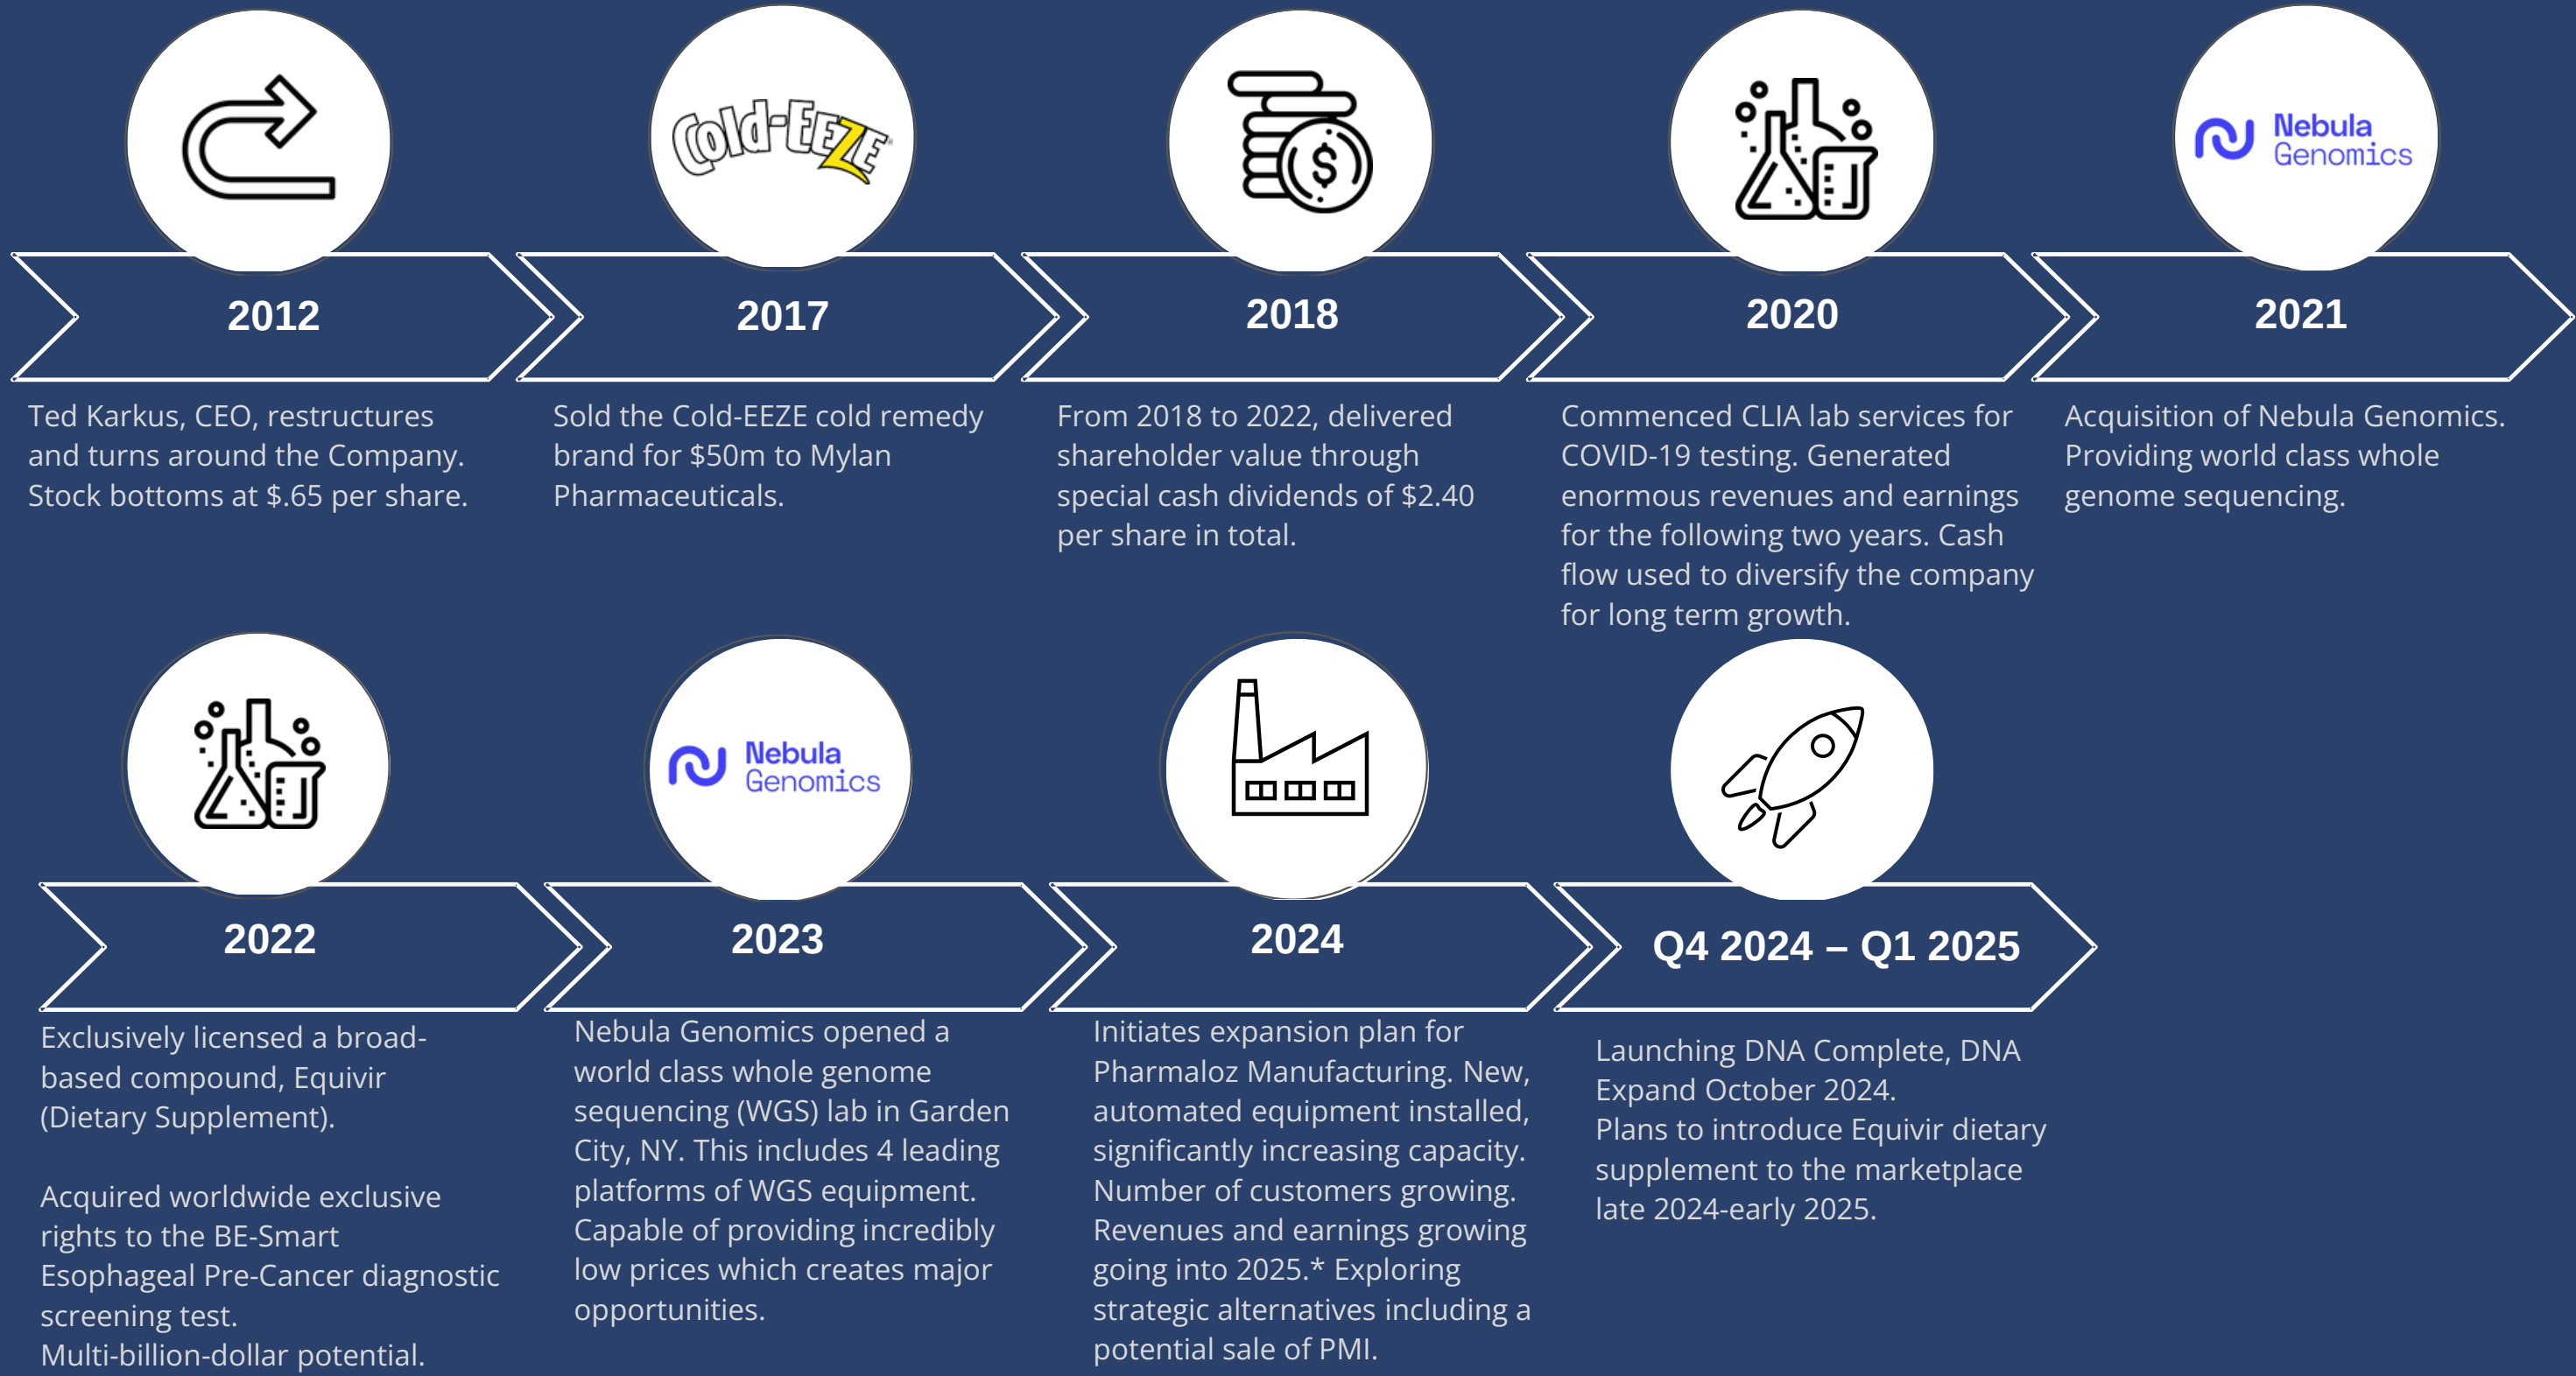 Cold-EEZE
Nebula
Genomics
2012
2017
2018
2020
2021
Ted Karkus, CEO, restructures
and turns around the Company.
Stock bottoms at $.65 per share.
Sold the Cold-EEZE cold remedy
brand for $50m to Mylan
Pharmaceuticals.
From 2018 to 2022, delivered
shareholder value through
special cash dividends of $2.40
per share in total.
Commenced CLIA lab services for
COVID-19 testing. Generated
enormous revenues and earnings
for the following two years. Cash
flow used to diversify the company
for long term growth.
Acquisition of Nebula Genomics.
Providing world class whole
genome sequencing.
Nebula
Genomics
2022
2023
2024
Q4 2024 – Q1 2025
Exclusively licensed a broad-
based compound, Equivir
(Dietary Supplement).
Acquired worldwide exclusive
rights to the BE-Smart
Esophageal Pre-Cancer diagnostic
screening test.
Multi-billion-dollar potential.
Nebula Genomics opened a
world class whole genome
sequencing (WGS) lab in Garden
City, NY. This includes 4 leading
platforms of WGS equipment.
Capable of providing incredibly
low prices which creates major
opportunities.
Initiates expansion plan for
Pharmaloz Manufacturing. New,
automated equipment installed,
significantly increasing capacity.
Number of customers growing.
Revenues and earnings growing
going into 2025.* Exploring
strategic alternatives including a
potential sale of PMI.
Launching DNA Complete, DNA
Expand October 2024.
Plans to introduce Equivir dietary
supplement to the marketplace
late 2024-early 2025.